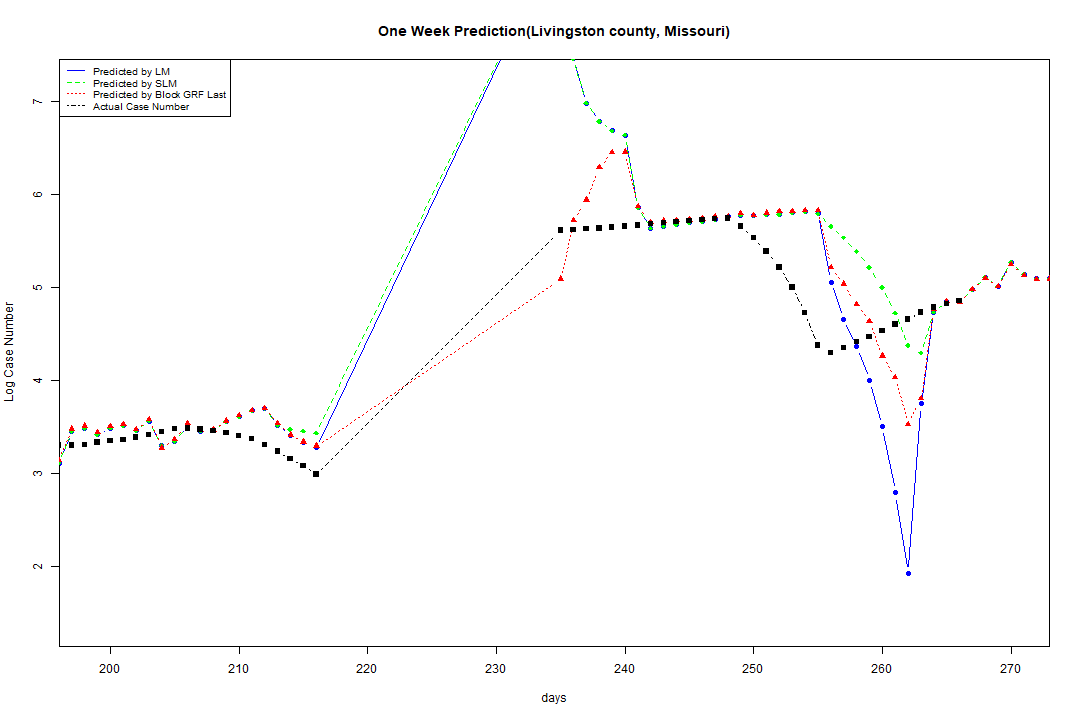 One Week Prediction(Livingston county, Missouri)
Predicted by LM
Predicted by SLM
Predicted by Block GRF Last
Actual Case Number
7
6
5
4
3
2
Log Case Number
200 210 220 230 240 250 260 270
days